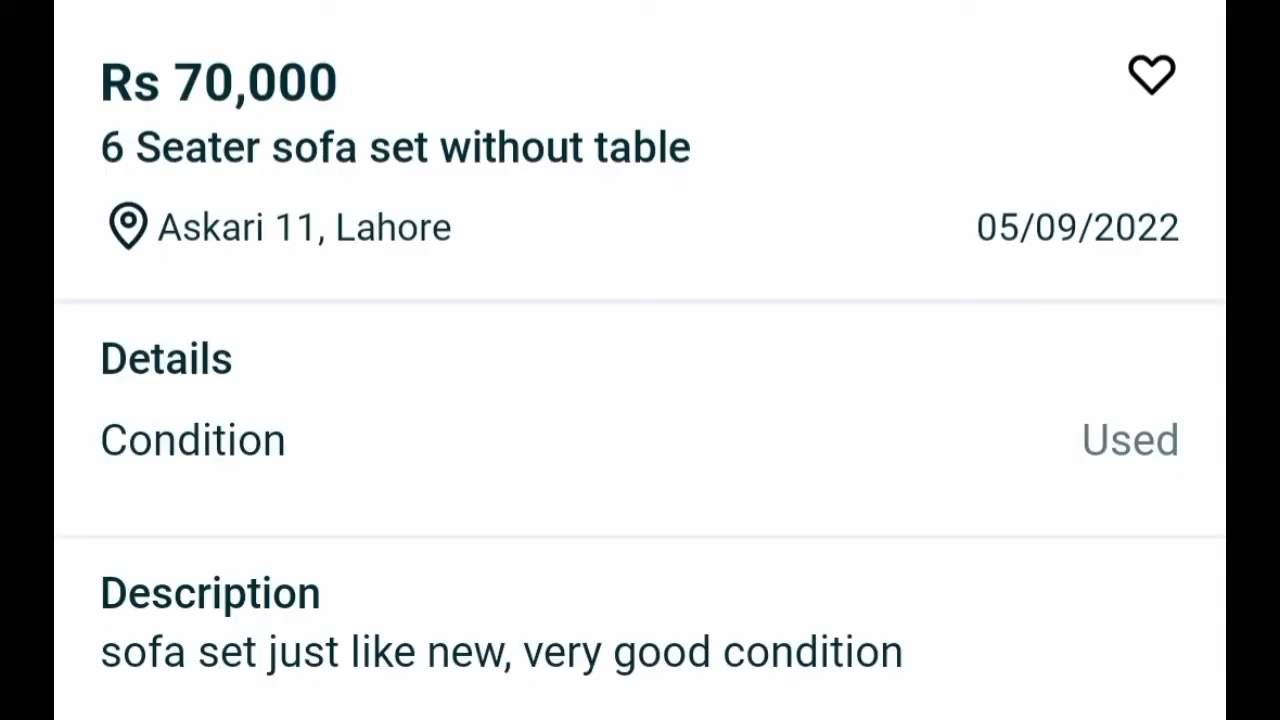 Rs 70,000
6 Seater sofa set without table
Askari 11, Lahore 05/09/2022
Details
Condition Used
Description
sofa set just like new, very good condition